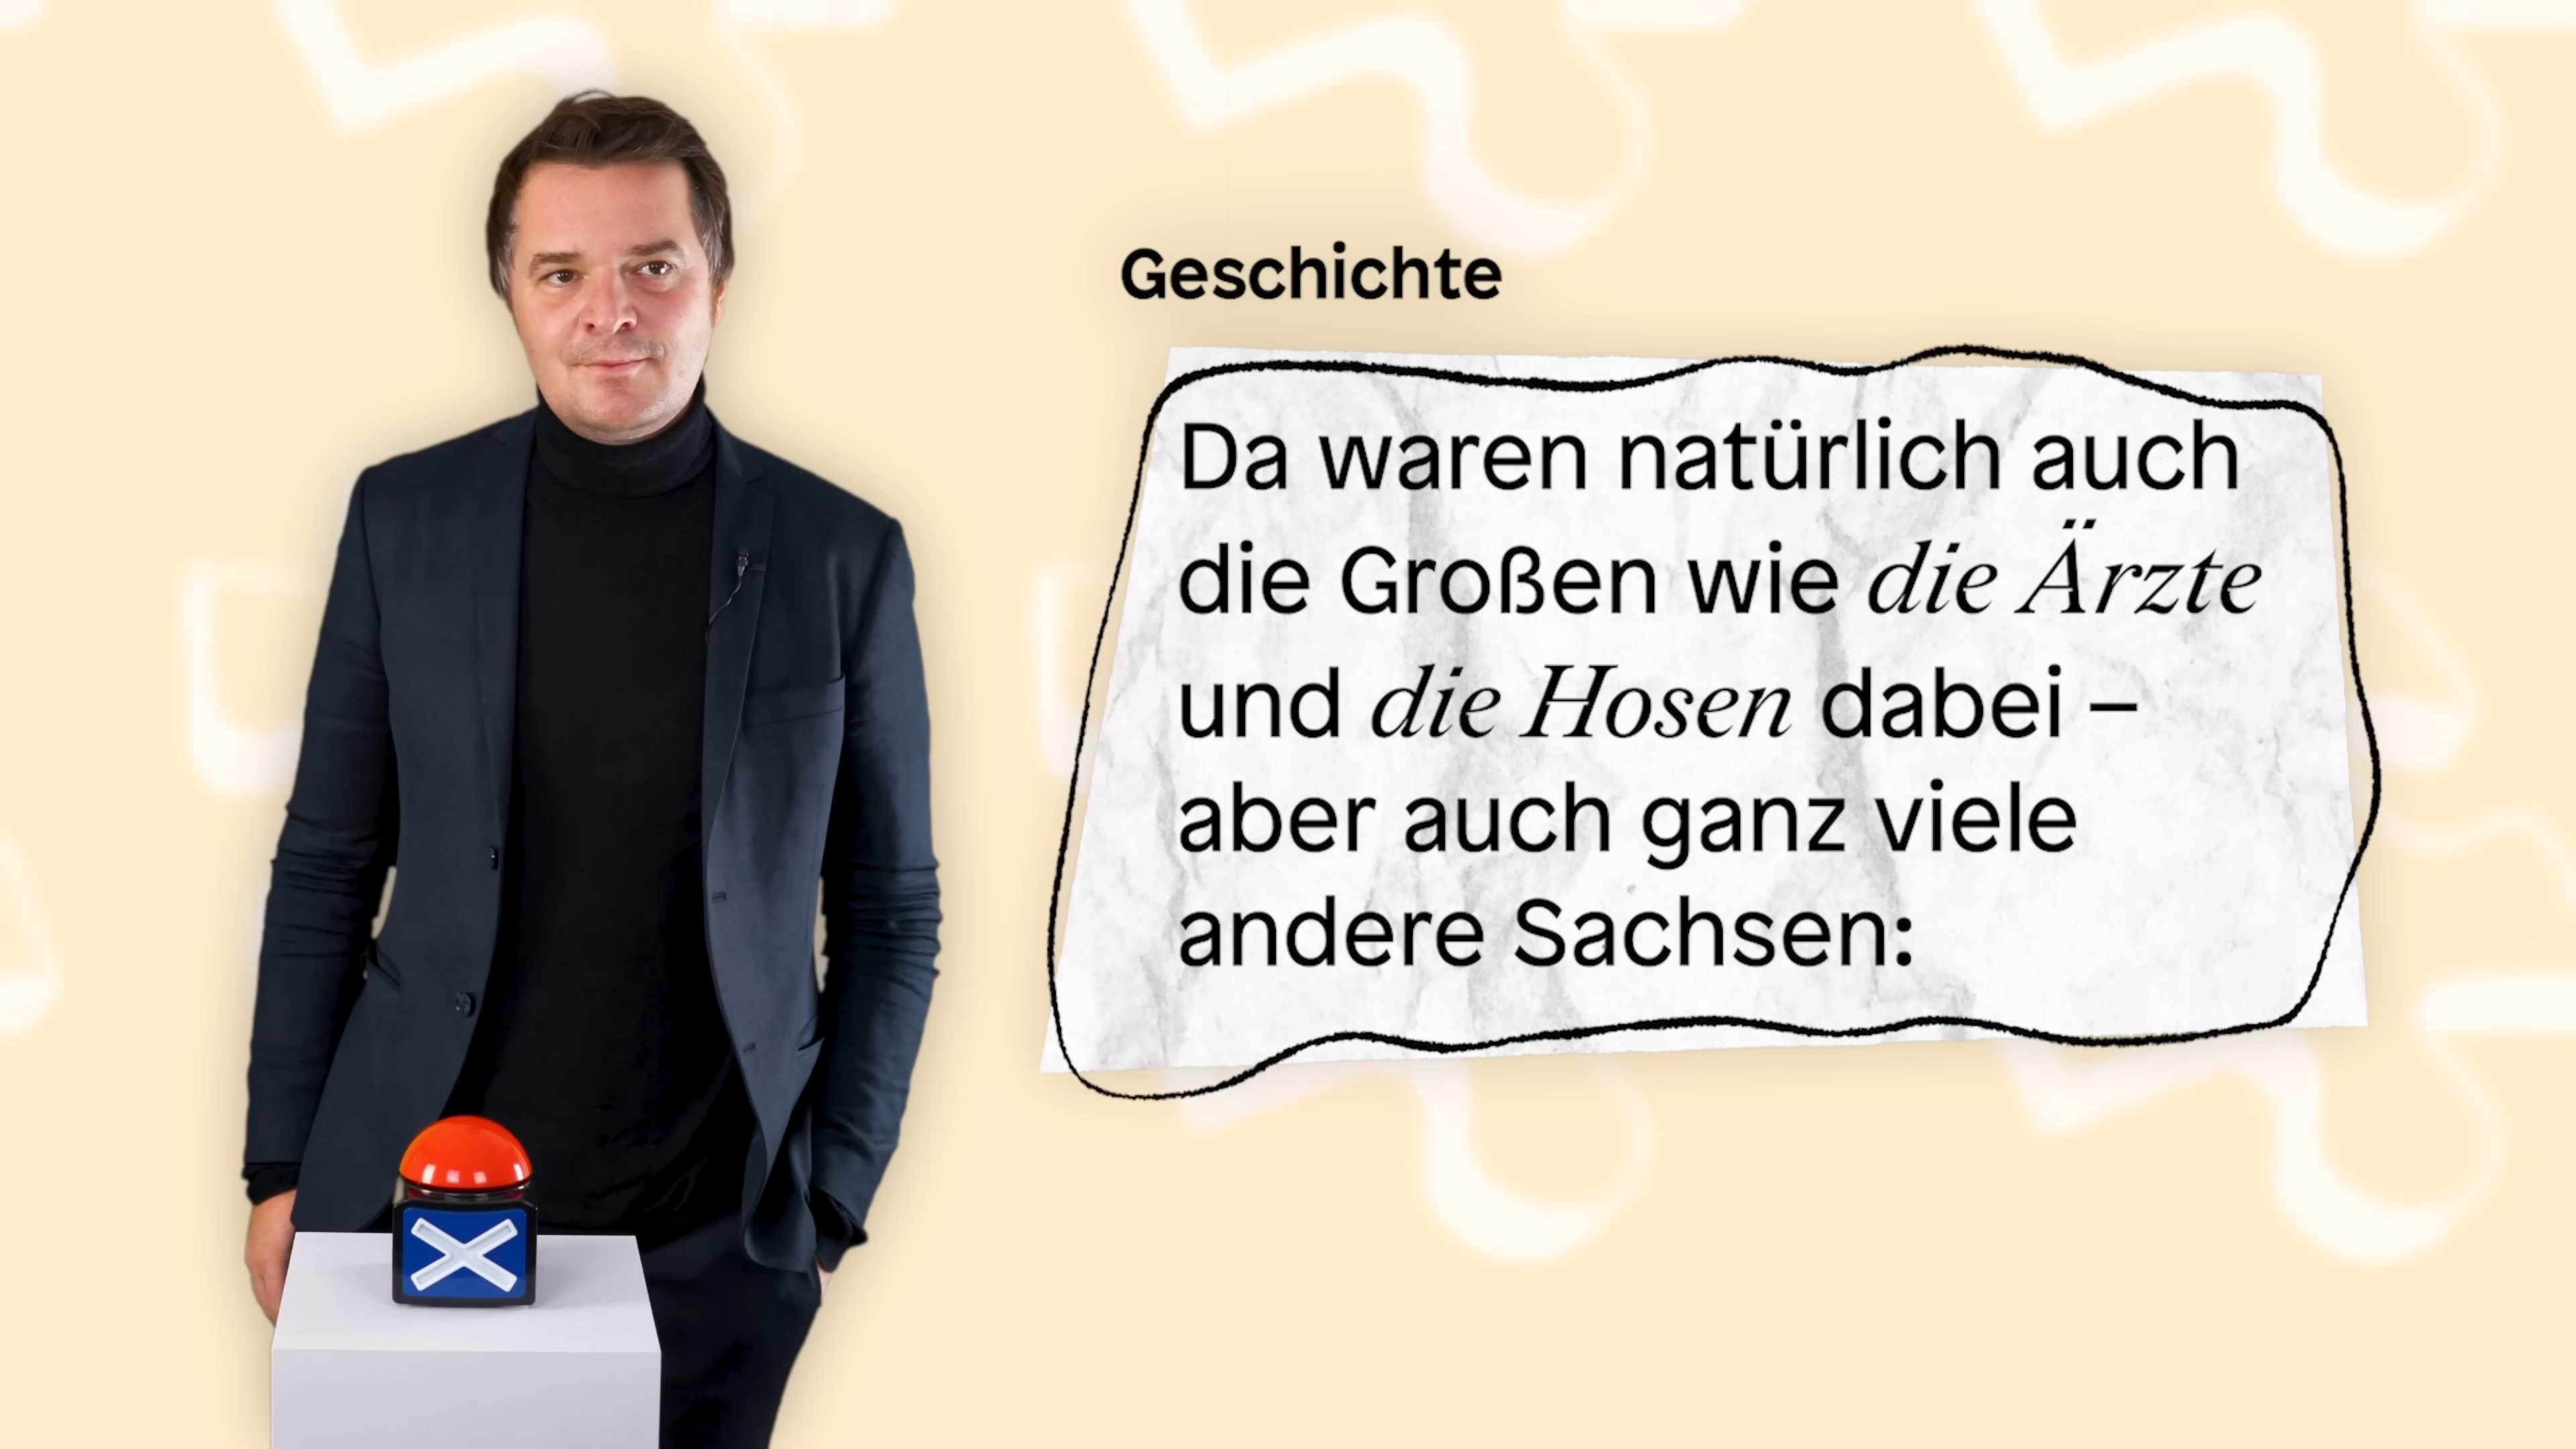 Geschichte
Da waren natürlich auch
die Großen wie die Ärzte
und die Hosen dabei –
aber auch ganz viele
andere Sachsen: